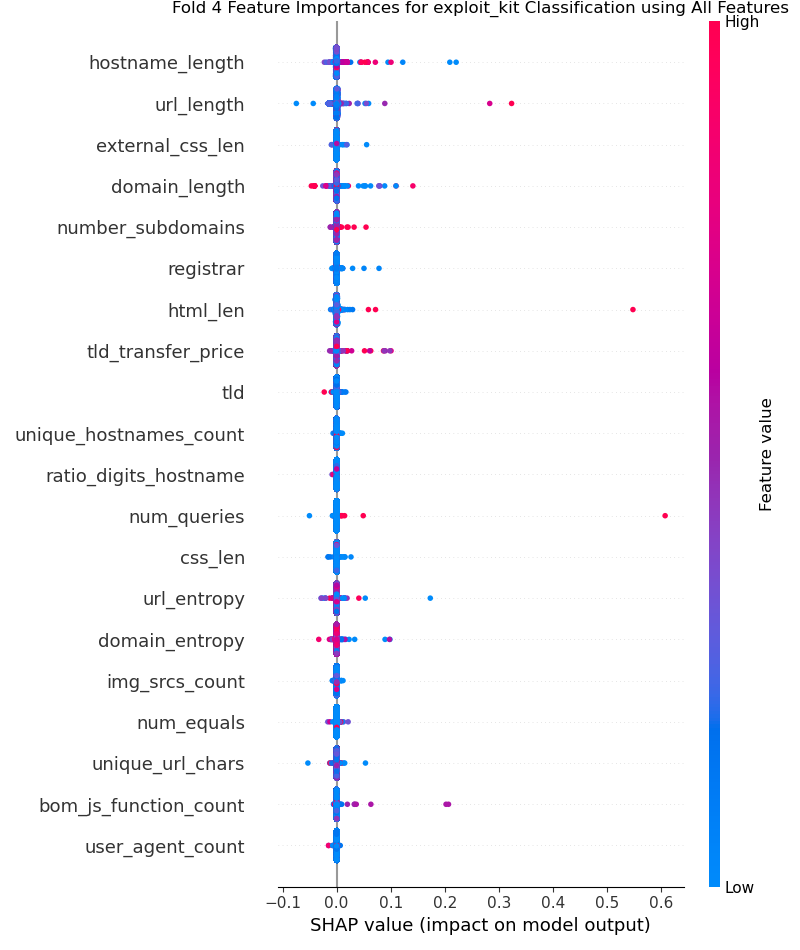 Fold 4 Feature Importances for exploit_kit Classification using All Features
High
hostname_length
url_length
external_css_len
domain_length
number_subdomains
registrar
html_len
tld_transfer_price
tld
unique_hostnames_count
ratio_digits_hostname
num_queries
css_len
url_entropy
domain_entropy
img_srcs_count
num_equals
unique_url_chars
bom_js_function_count
user_agent_count
Feature value
Low
−0.1 0.0 0.1 0.2 0.3 0.4 0.5 0.6
SHAP value (impact on model output)